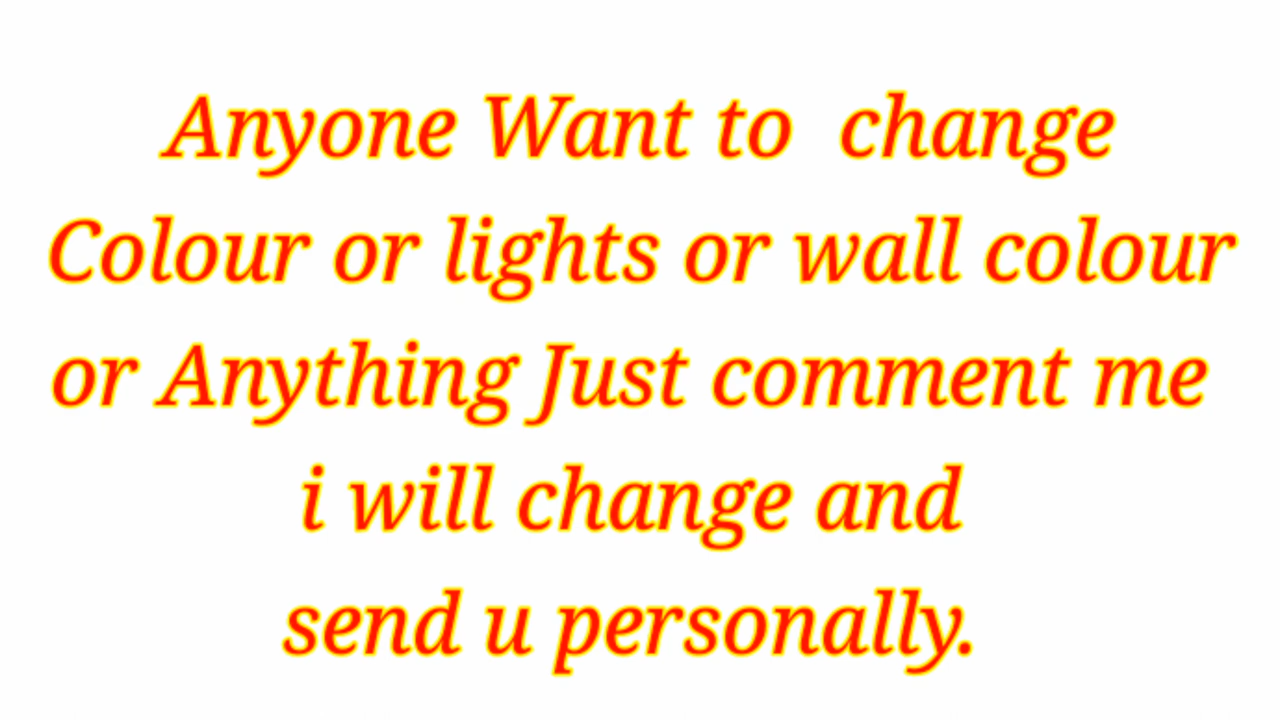 Anyone Want to change
Colour or lights or wall colour
or Anything Just comment me
i will change and
send u personally.